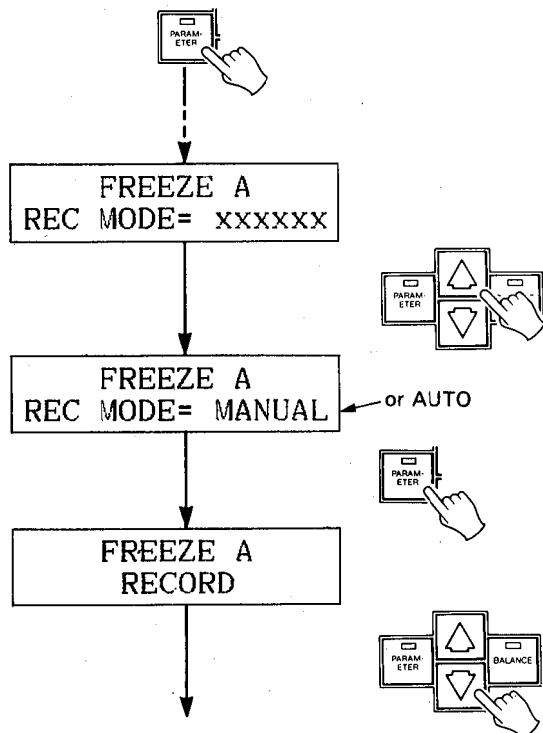 PARAM-
ETER
FREEZE A
REC MODE= xxxxxx
PARAM-
ETER
FREEZE A
REC MODE= MANUAL
or AUTO
PARAM-
ETER
FREEZE A
RECORD
PARAM-
ETER
BALANCE